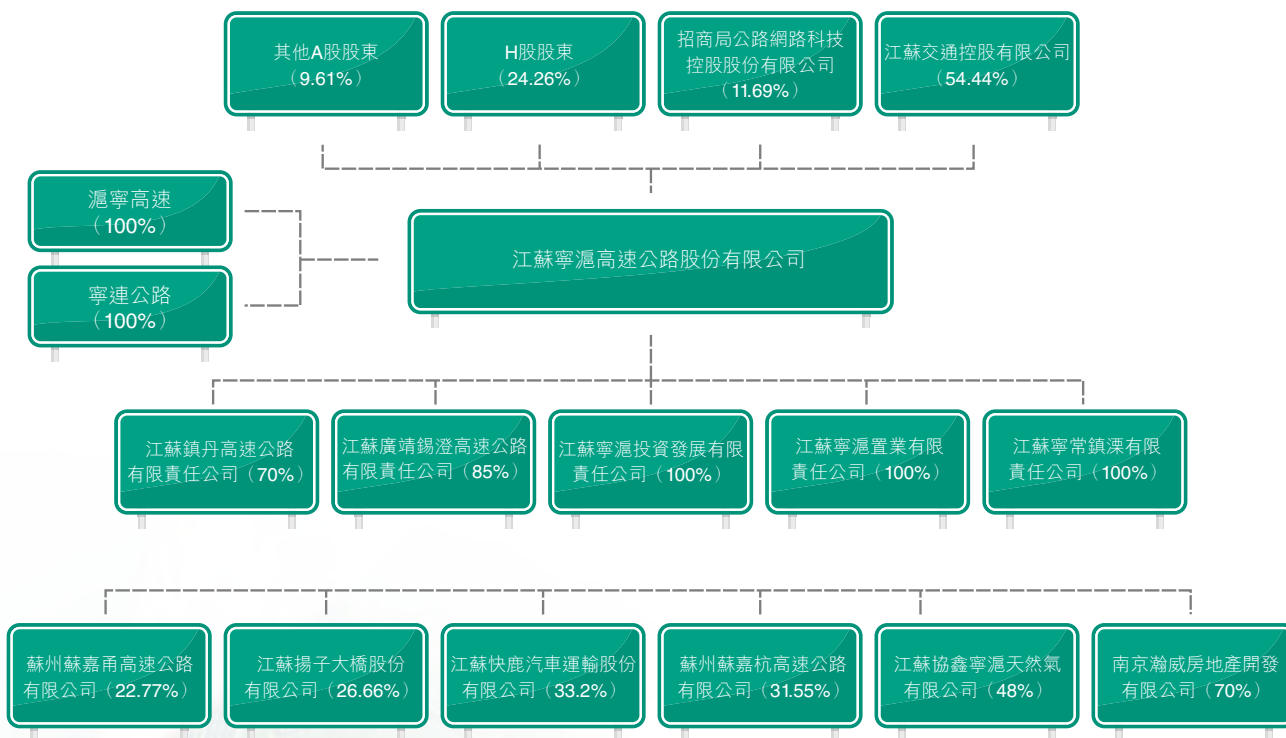 其他A股股東
（9.61%）
H股股東
（24.26%）
招商局公路網路科技
控股股份有限公司
（11.69%）
江蘇交通控股有限公司
（54.44%）
滬寧高速
（100%）
寧連公路
（100%）
江蘇寧滬高速公路股份有限公司
江蘇鎮丹高速公路
有限責任公司（70%）
江蘇廣靖錫澄高速公路
有限責任公司（85%）
江蘇寧滬投資發展有限
責任公司（100%）
江蘇寧滬置業有限
責任公司（100%）
江蘇寧常鎮溧有限
責任公司（100%）
蘇州蘇嘉甬高速公路
有限公司（22.77%）
江蘇揚子大橋股份
有限公司（26.66%）
江蘇快鹿汽車運輸股份
有限公司（33.2%）
蘇州蘇嘉杭高速公路
有限公司（31.55%）
江蘇協鑫寧滬天然氣
有限公司（48%）
南京瀚威房地產開發
有限公司（70%）